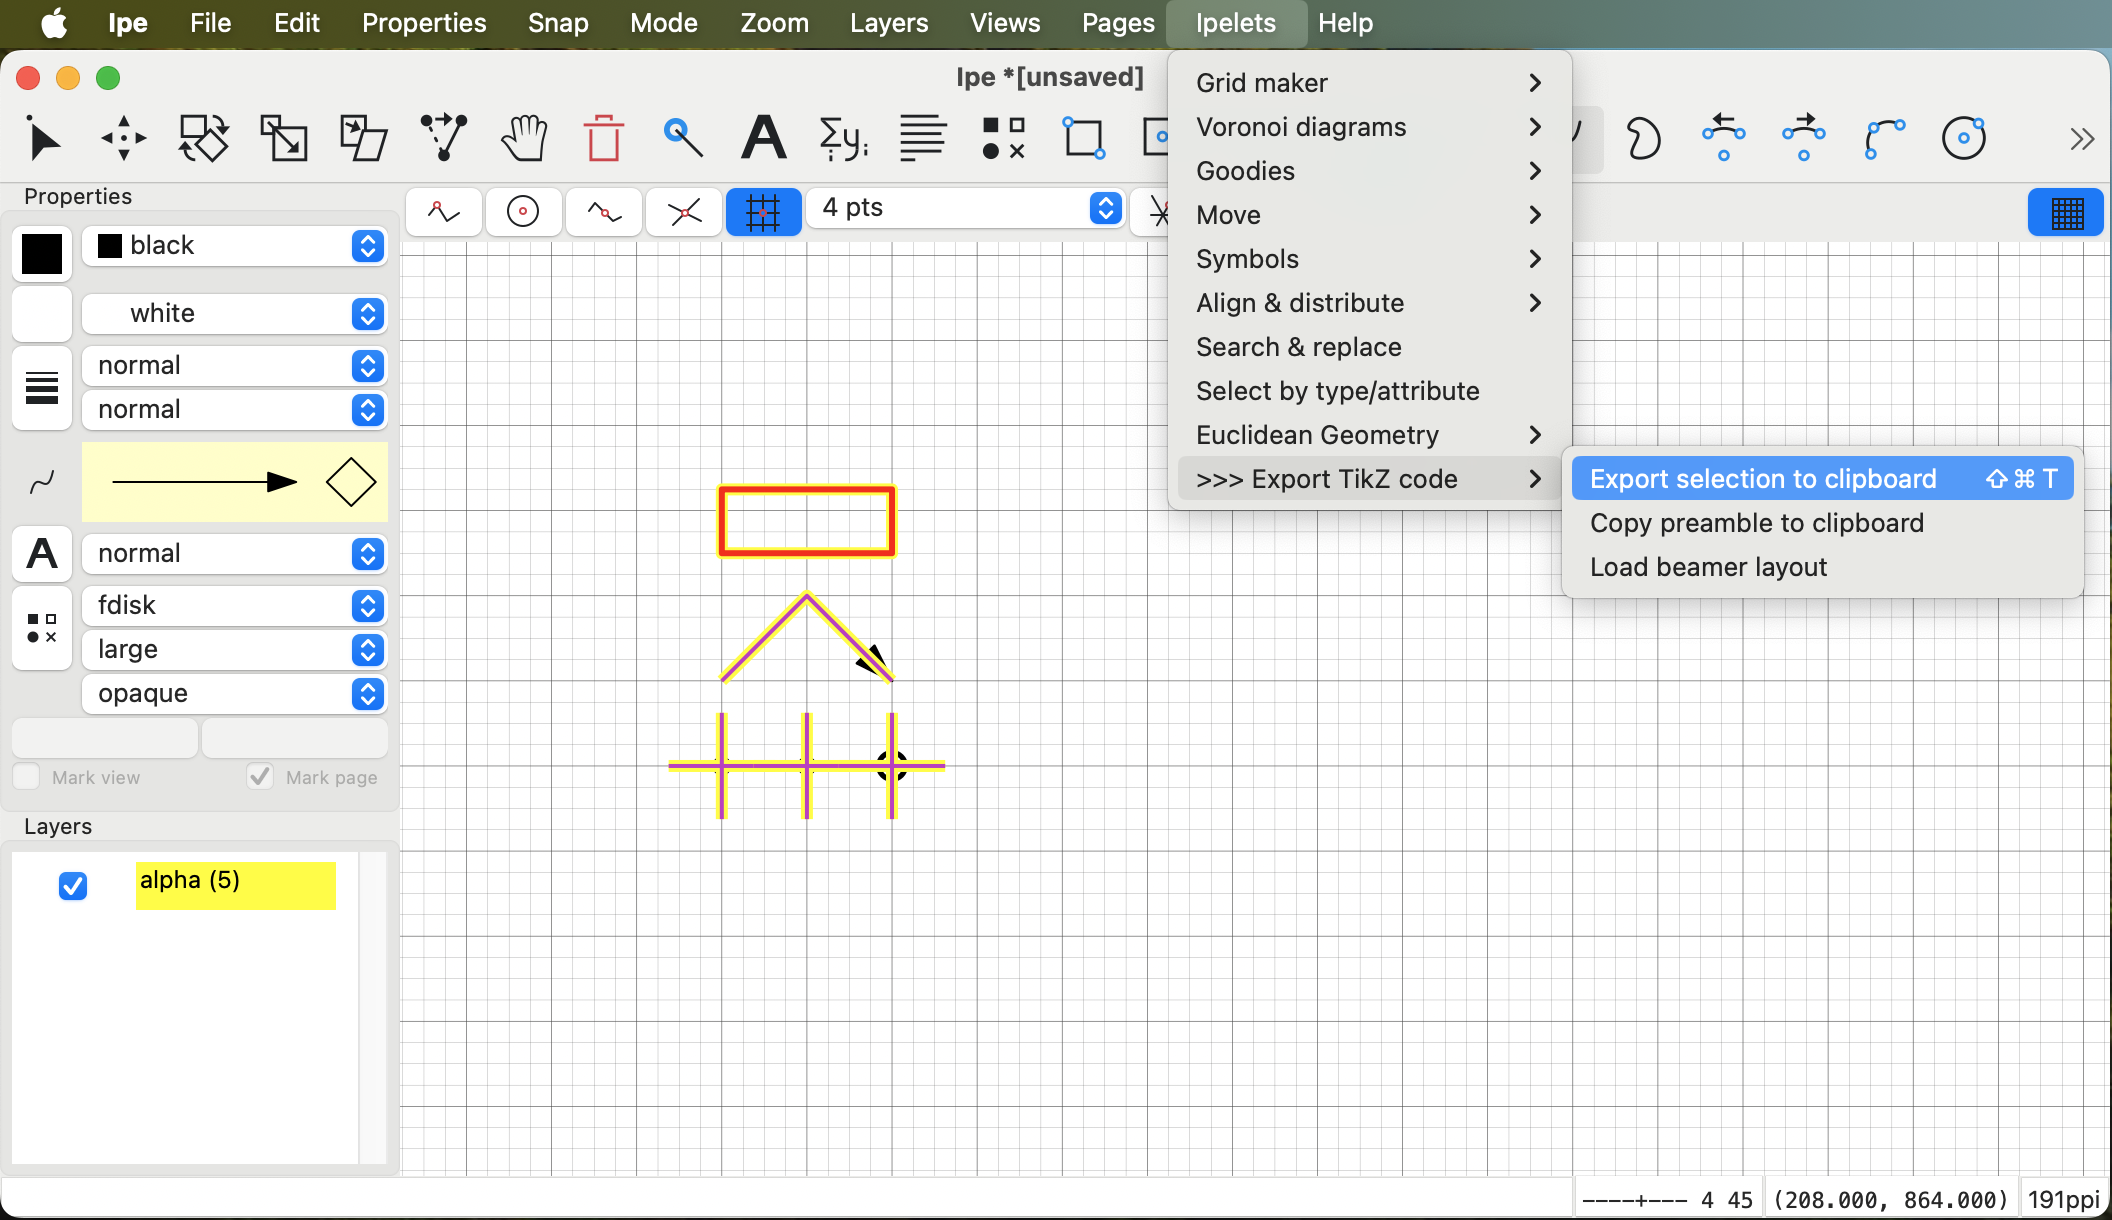 Ipe File Edit Properties Snap Mode Zoom Layers Views Pages Ipelets Help
Ipe *[unsaved]
Grid maker
Voronoi diagrams
Goodies
Move
Symbols
Align & distribute
Search & replace
Select by type/attribute
Euclidean Geometry
>>> Export TikZ code
Export selection to clipboard ⇧⌘T
Copy preamble to clipboard
Load beamer layout
4 pts
Properties
black
white
normal
normal
A normal
fdisk
large
opaque
Mark view Mark page
Layers
alpha (5)
----+--- 4 45 (208.000, 864.000) 191ppi